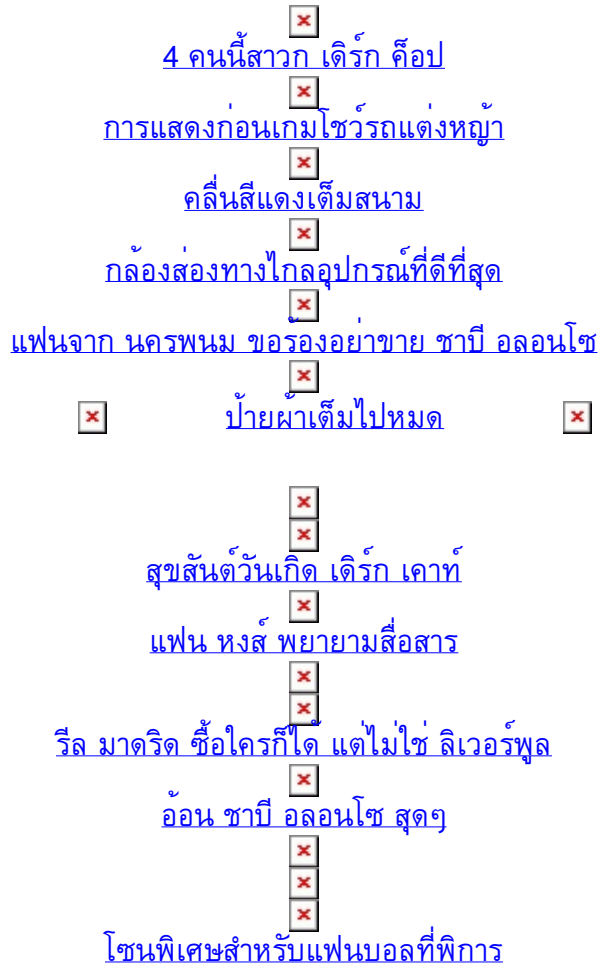 4 คนนี้สาวก เดิร์ก ค็อป
การแสดงก่อนเกมโชว์รถแต่งหญ้า
คลื่นสีแดงเต็มสนาม
กล้องส่องทางไกลอุปกรณ์ที่ดีที่สุด
แฟนจาก นครพนม ขอร้องอย่าขาย ชาบี อลอนโซ
ป้ายผ้าเต็มไปหมด
สุขสันต์วันเกิด เดิร์ก เคาท์
แฟน หงส์ พยายามสื่อสาร
รีล มาดริด ซื้อใครก็ได้ แต่ไม่ใช่ ลิเวอร์พูล
อ้อน ชาบี อลอนโซ สุดๆ
โซนพิเศษสำหรับแฟนบอลที่พิการ